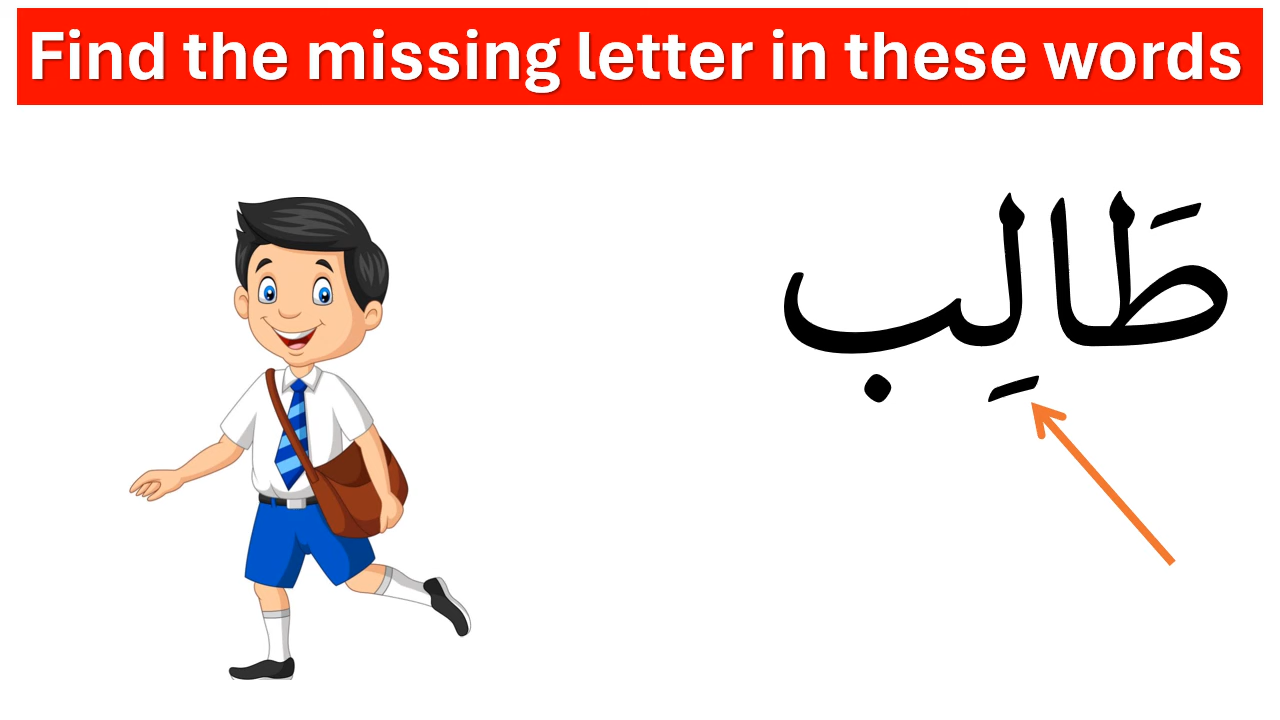 Find the missing letter in these words
طَالِب